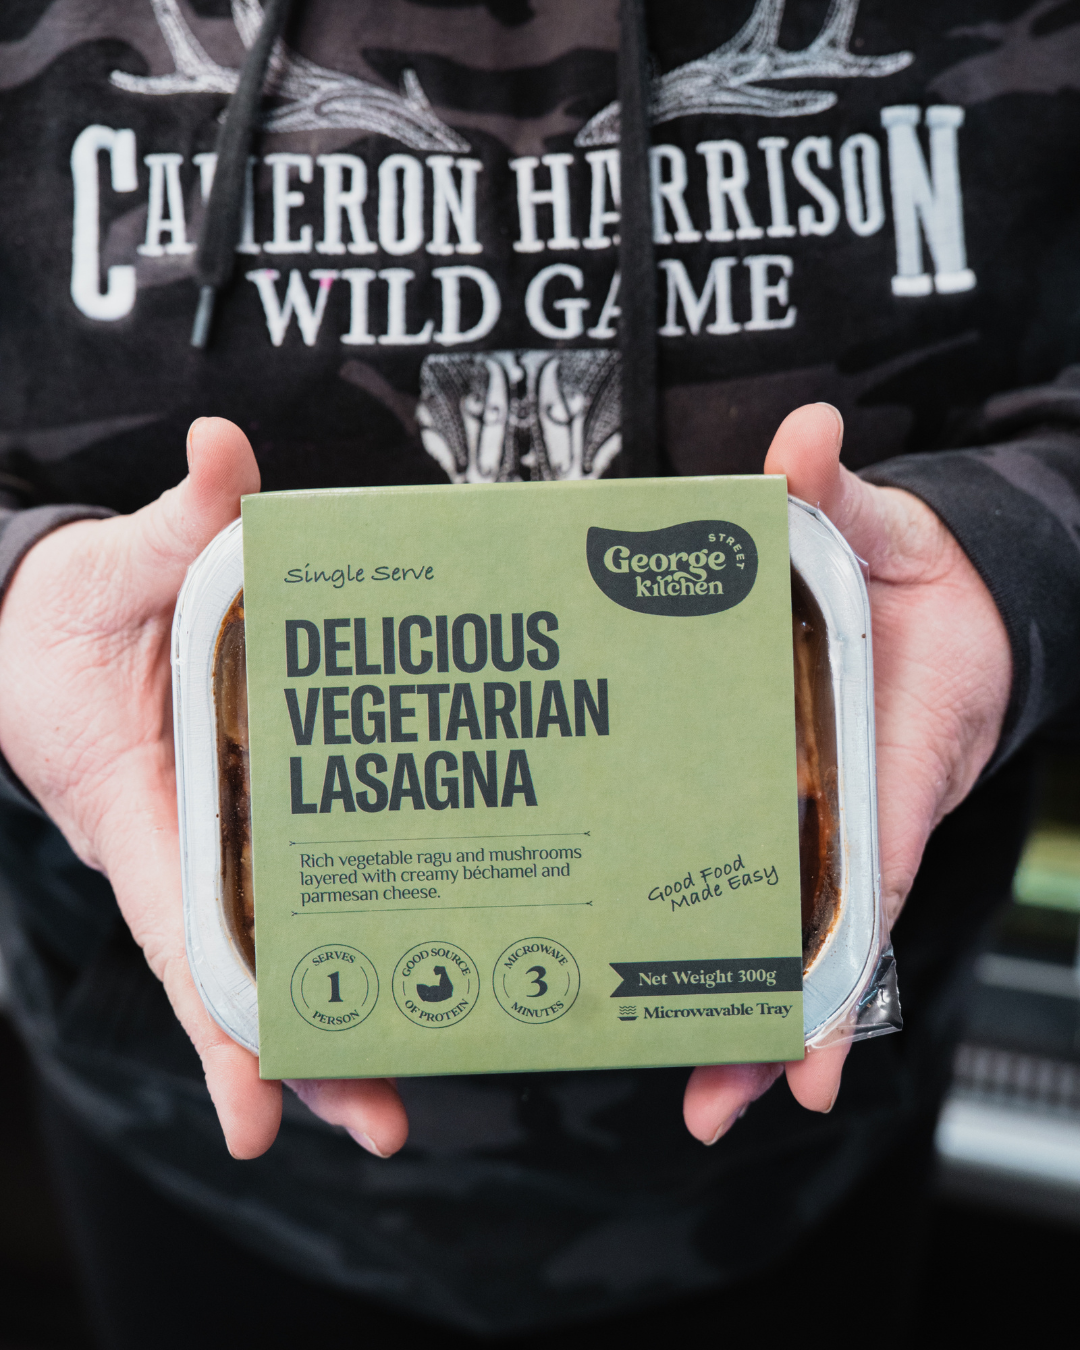 CAMERON HARRISON
WILD GAME
Single Serve
George STREET
kitchen
DELICIOUS
VEGETARIAN
LASAGNA
Rich vegetable ragu and mushrooms
layered with creamy béchamel and
parmesan cheese.
Good Food
Made Easy
SERVES
1
PERSON
GOOD SOURCE
OF PROTEIN
MICROWAVE
3
MINUTES
Net Weight 300g
Microwavable Tray